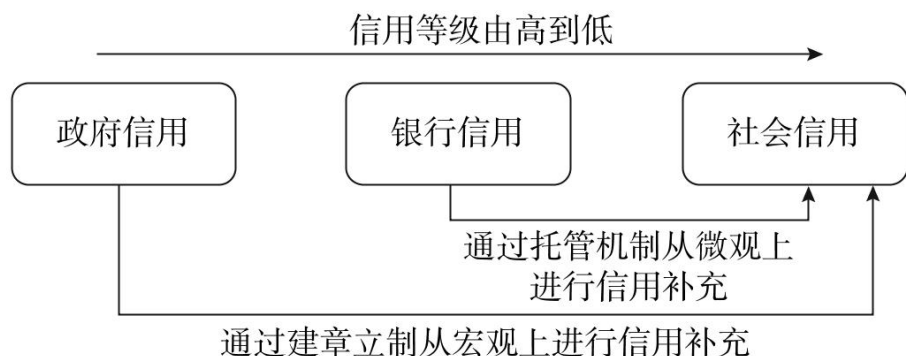 信用等级由高到低
政府信用
银行信用
社会信用
通过托管机制从微观上
进行信用补充
通过建章立制从宏观上进行信用补充